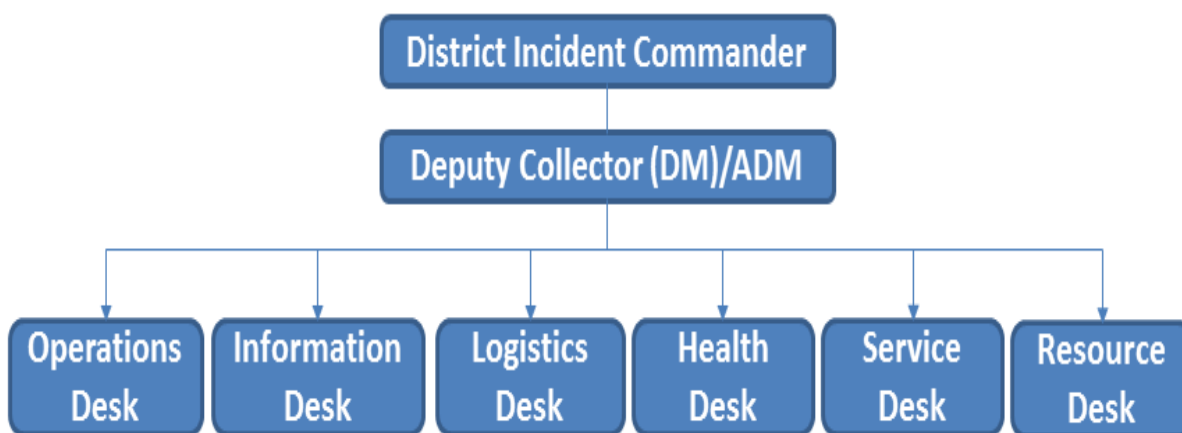 District Incident Commander
Deputy Collector (DM)/ADM
Operations
Desk
Information
Desk
Logistics
Desk
Health
Desk
Service
Desk
Resource
Desk